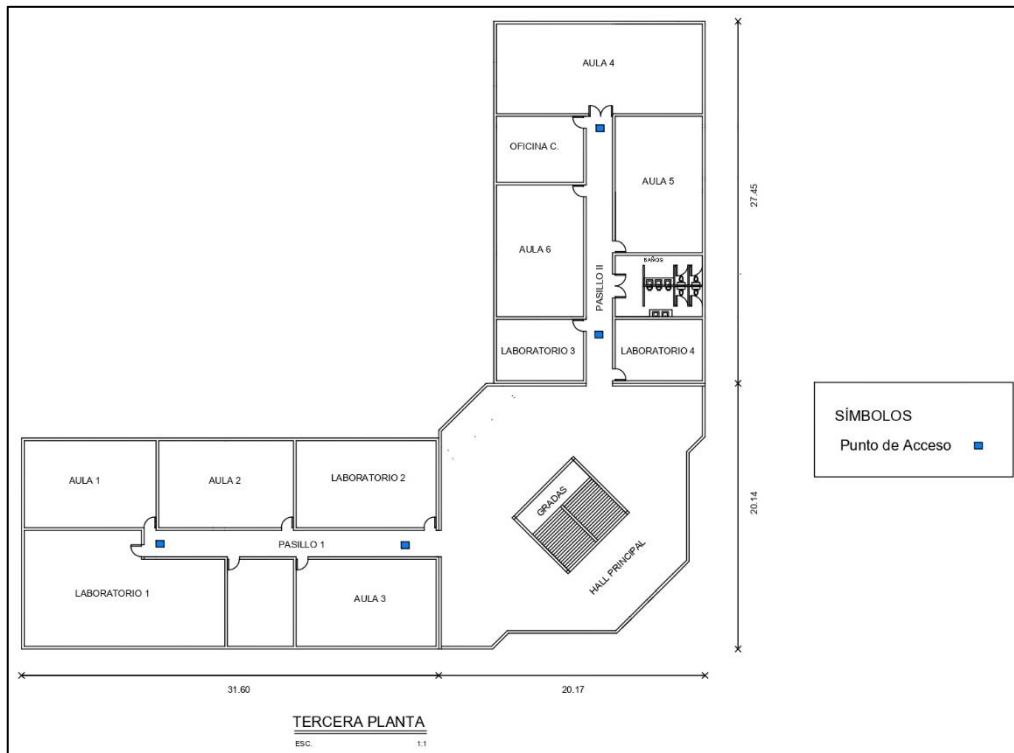 AULA 4
OFICINA C.
AULA 5
27.45
AULA 6
BAÑOS
PASILLO II
LABORATORIO 3
LABORATORIO 4
SÍMBOLOS
Punto de Acceso
AULA 1
AULA 2
LABORATORIO 2
GRADAS
20.14
PASILLO 1
HALL PRINCIPAL
LABORATORIO 1
AULA 3
31.60
20.17
TERCERA PLANTA
ESC. 1:1